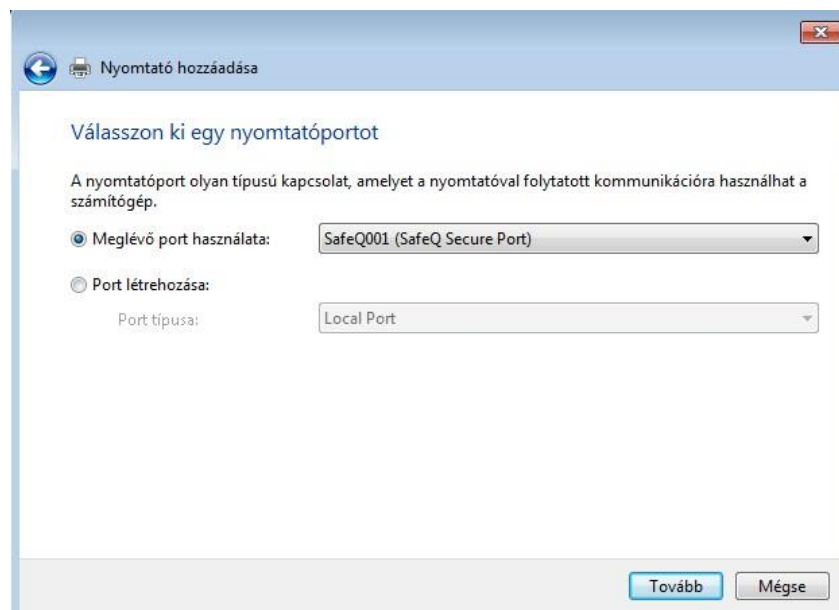 Nyomtató hozzáadása
Válasszon ki egy nyomtatóportot
A nyomtatóport olyan típusú kapcsolat, amelyet a nyomtatóval folytatott kommunikációra használhat a
számítógép.
Meglévő port használata: SafeQ001 (SafeQ Secure Port)
Port létrehozása:
Port típusa: Local Port
Tovább Mégse